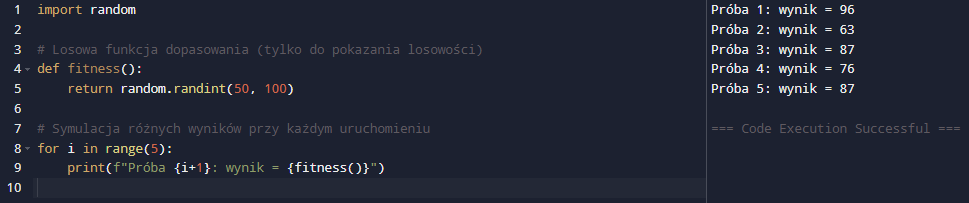 1 import random
2
3 # Losowa funkcja dopasowania (tylko do pokazania losowości)
4 def fitness():
5     return random.randint(50, 100)
6
7 # Symulacja różnych wyników przy każdym uruchomieniu
8 for i in range(5):
9     print(f"Próba {i+1}: wynik = {fitness()}")
10
Próba 1: wynik = 96
Próba 2: wynik = 63
Próba 3: wynik = 87
Próba 4: wynik = 76
Próba 5: wynik = 87
=== Code Execution Successful ===